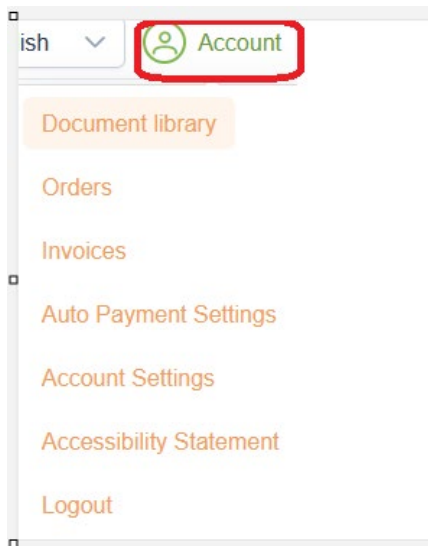 ish Account
Document library
Orders
Invoices
Auto Payment Settings
Account Settings
Accessibility Statement
Logout